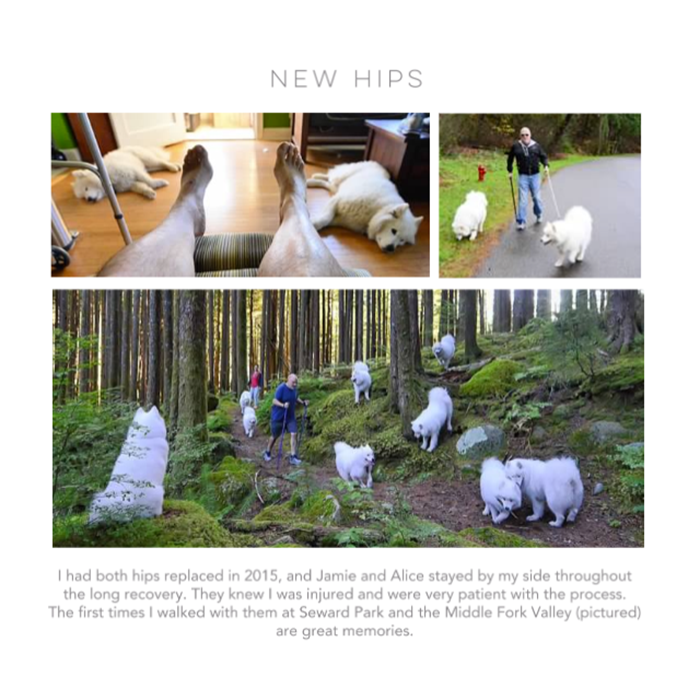 NEW HIPS
I had both hips replaced in 2015, and Jamie and Alice stayed by my side throughout
the long recovery. They knew I was injured and were very patient with the process.
The first times I walked with them at Seward Park and the Middle Fork Valley (pictured)
are great memories.